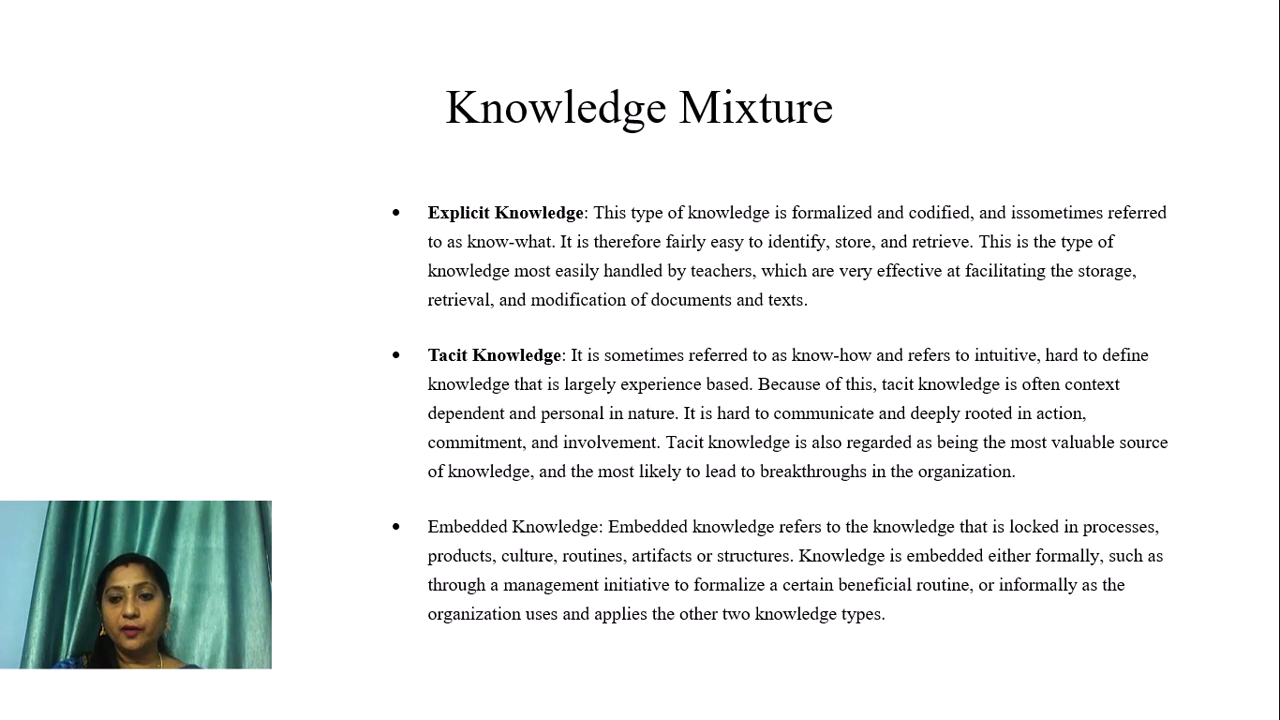 Knowledge Mixture
• Explicit Knowledge: This type of knowledge is formalized and codified, and issometimes referred
to as know-what. It is therefore fairly easy to identify, store, and retrieve. This is the type of
knowledge most easily handled by teachers, which are very effective at facilitating the storage,
retrieval, and modification of documents and texts.
• Tacit Knowledge: It is sometimes referred to as know-how and refers to intuitive, hard to define
knowledge that is largely experience based. Because of this, tacit knowledge is often context
dependent and personal in nature. It is hard to communicate and deeply rooted in action,
commitment, and involvement. Tacit knowledge is also regarded as being the most valuable source
of knowledge, and the most likely to lead to breakthroughs in the organization.
• Embedded Knowledge: Embedded knowledge refers to the knowledge that is locked in processes,
products, culture, routines, artifacts or structures. Knowledge is embedded either formally, such as
through a management initiative to formalize a certain beneficial routine, or informally as the
organization uses and applies the other two knowledge types.